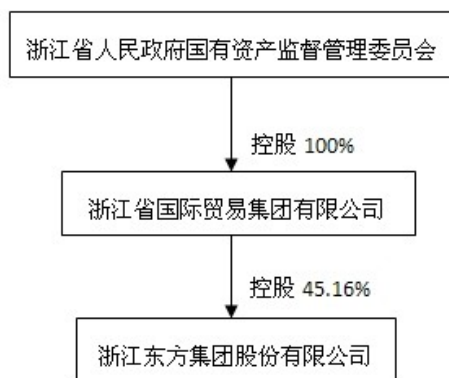 浙江省人民政府国有资产监督管理委员会
控股 100%
浙江省国际贸易集团有限公司
控股 45.16%
浙江东方集团股份有限公司